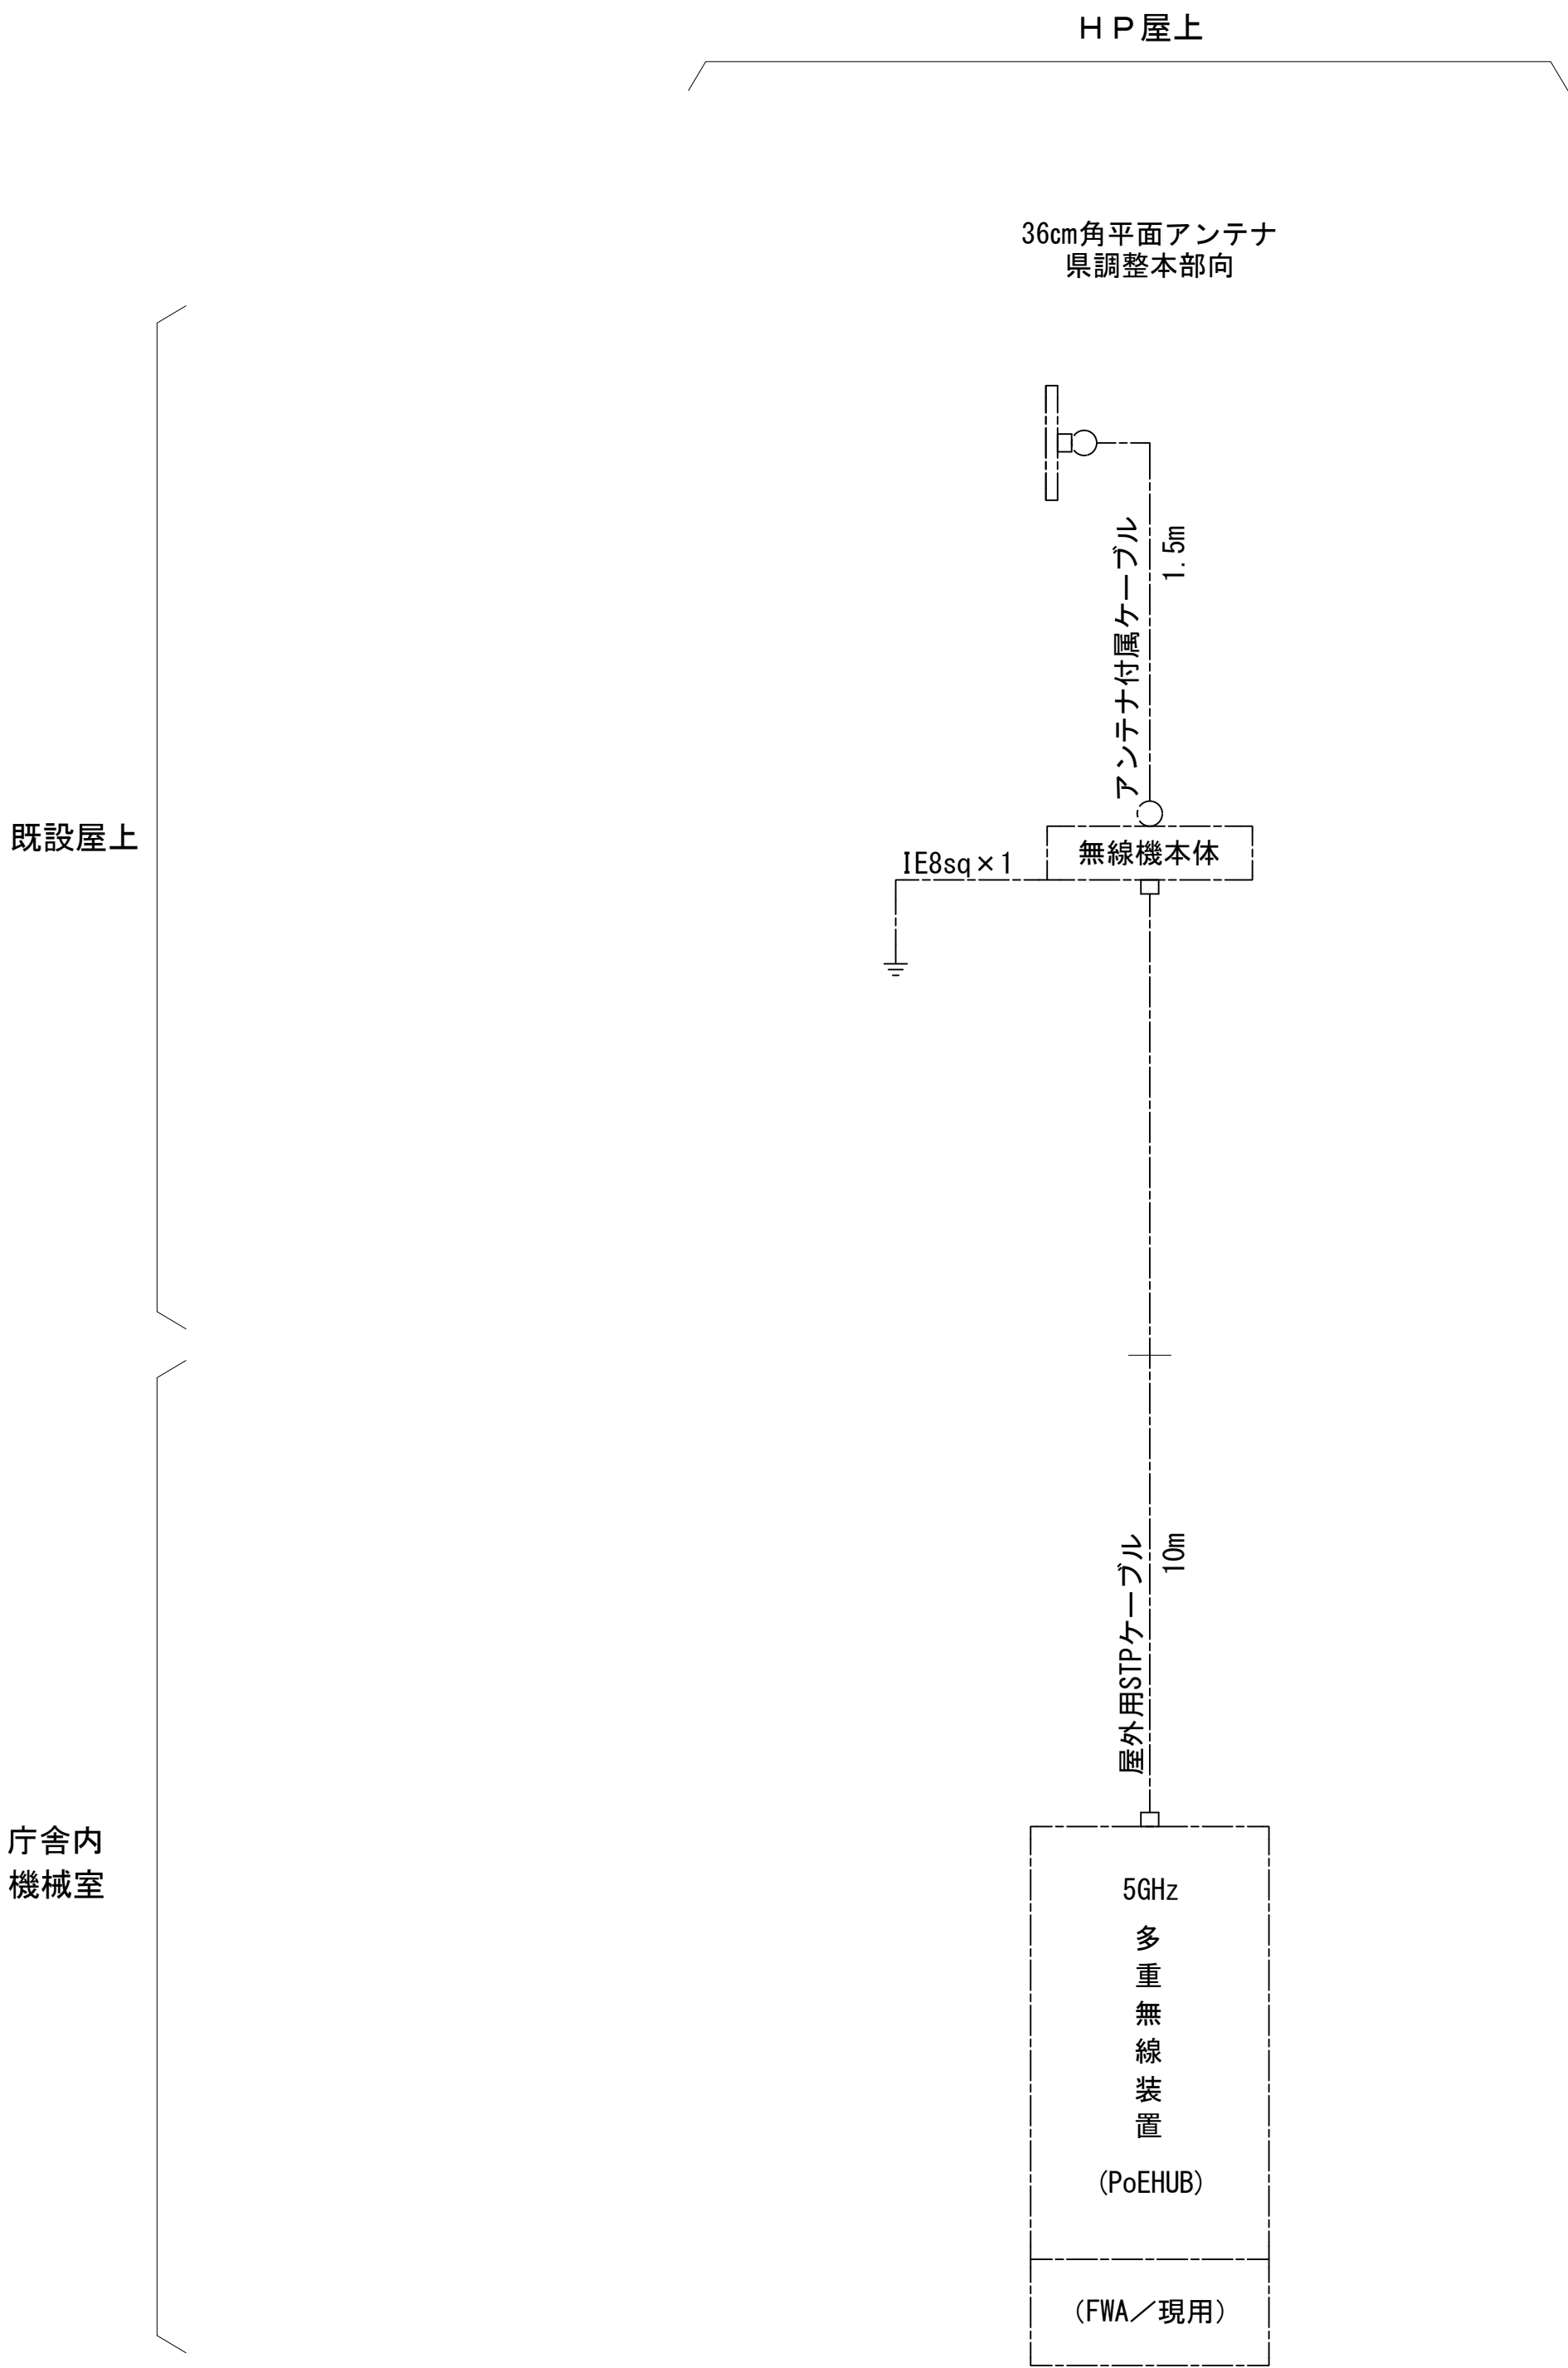 ＨＰ屋上
36cm角平面アンテナ
県調整本部向
アンテナ付属ケーブル
1.5m
既設屋上
無線機本体
IE8sq×1
屋外用STPケーブル
10m
庁舎内
機械室
5GHz
多
重
無
線
装
置
(PoEHUB)
(FWA／現用)